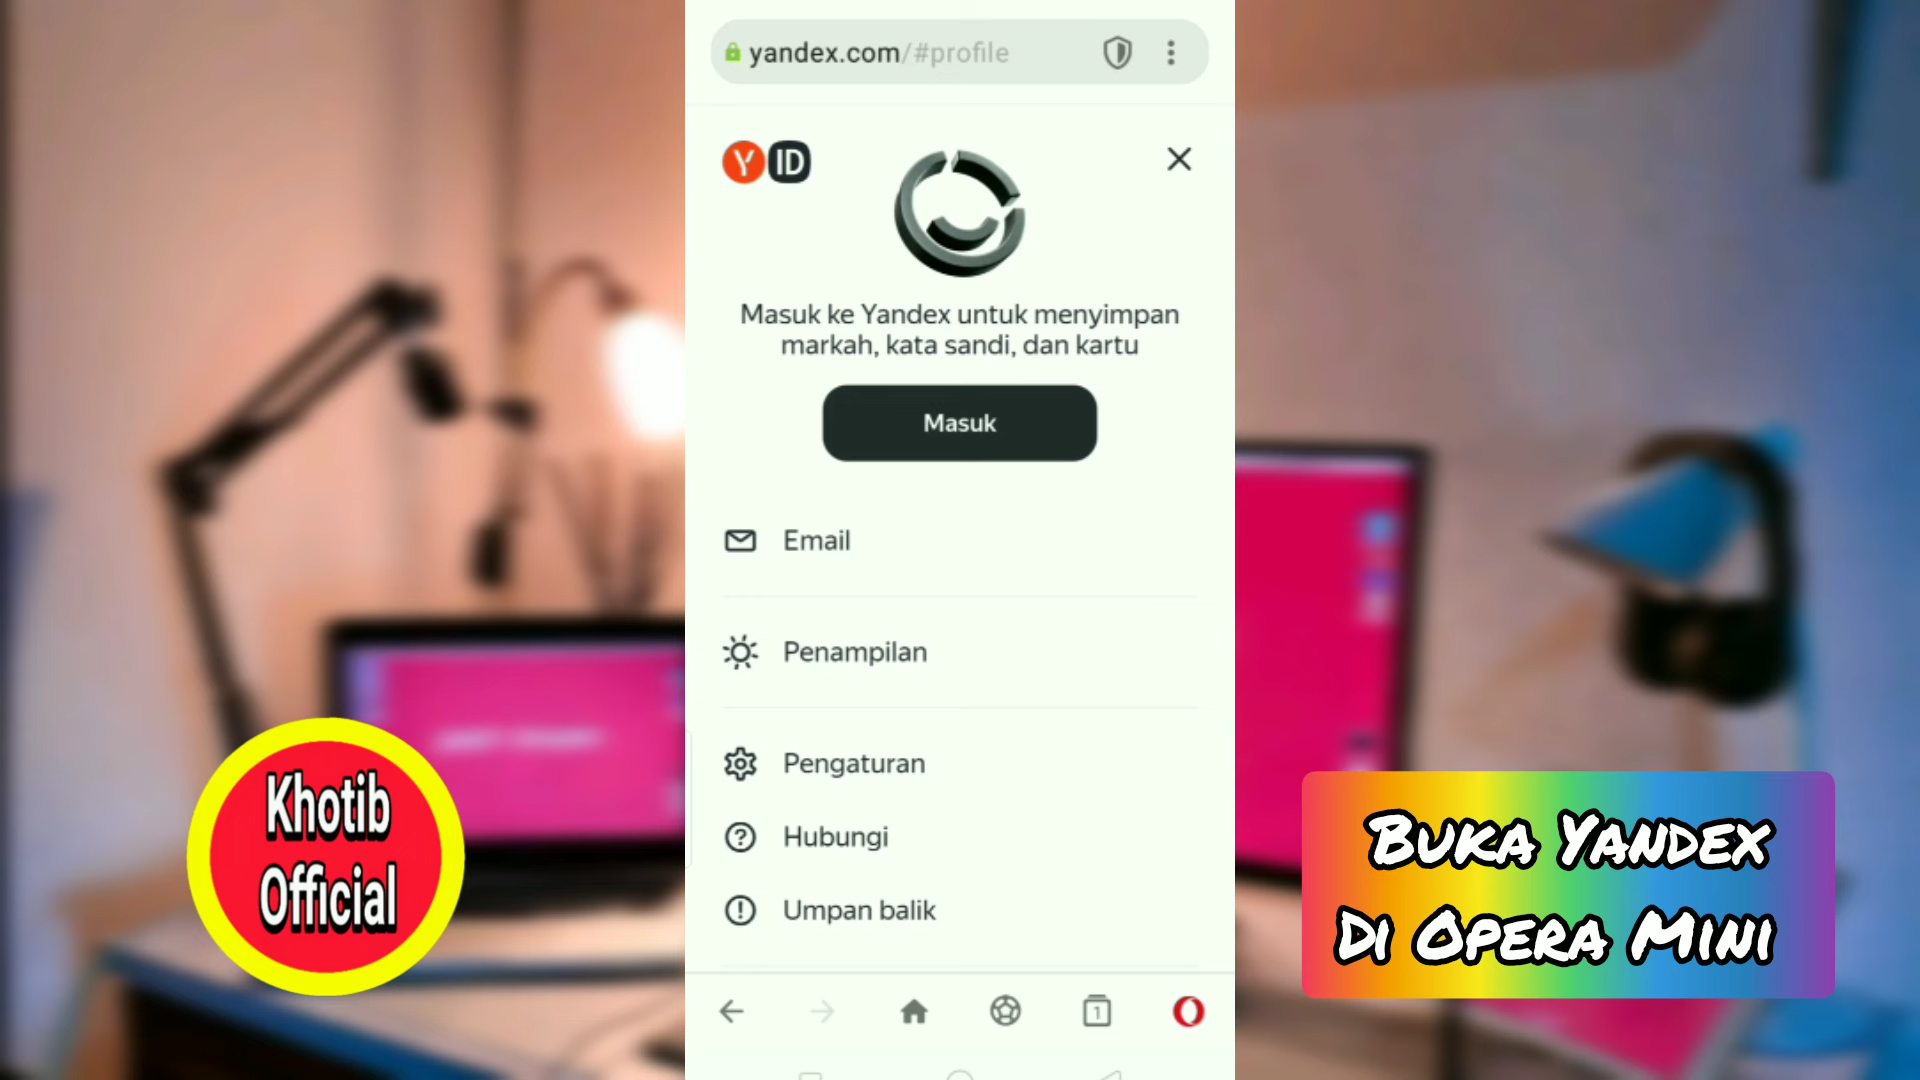 yandex.com/#profile
Y ID
Masuk ke Yandex untuk menyimpan
markah, kata sandi, dan kartu
Masuk
Email
Penampilan
Pengaturan
Hubungi
Umpan balik
1
Khotib
Official
Buka Yandex
Di Opera Mini